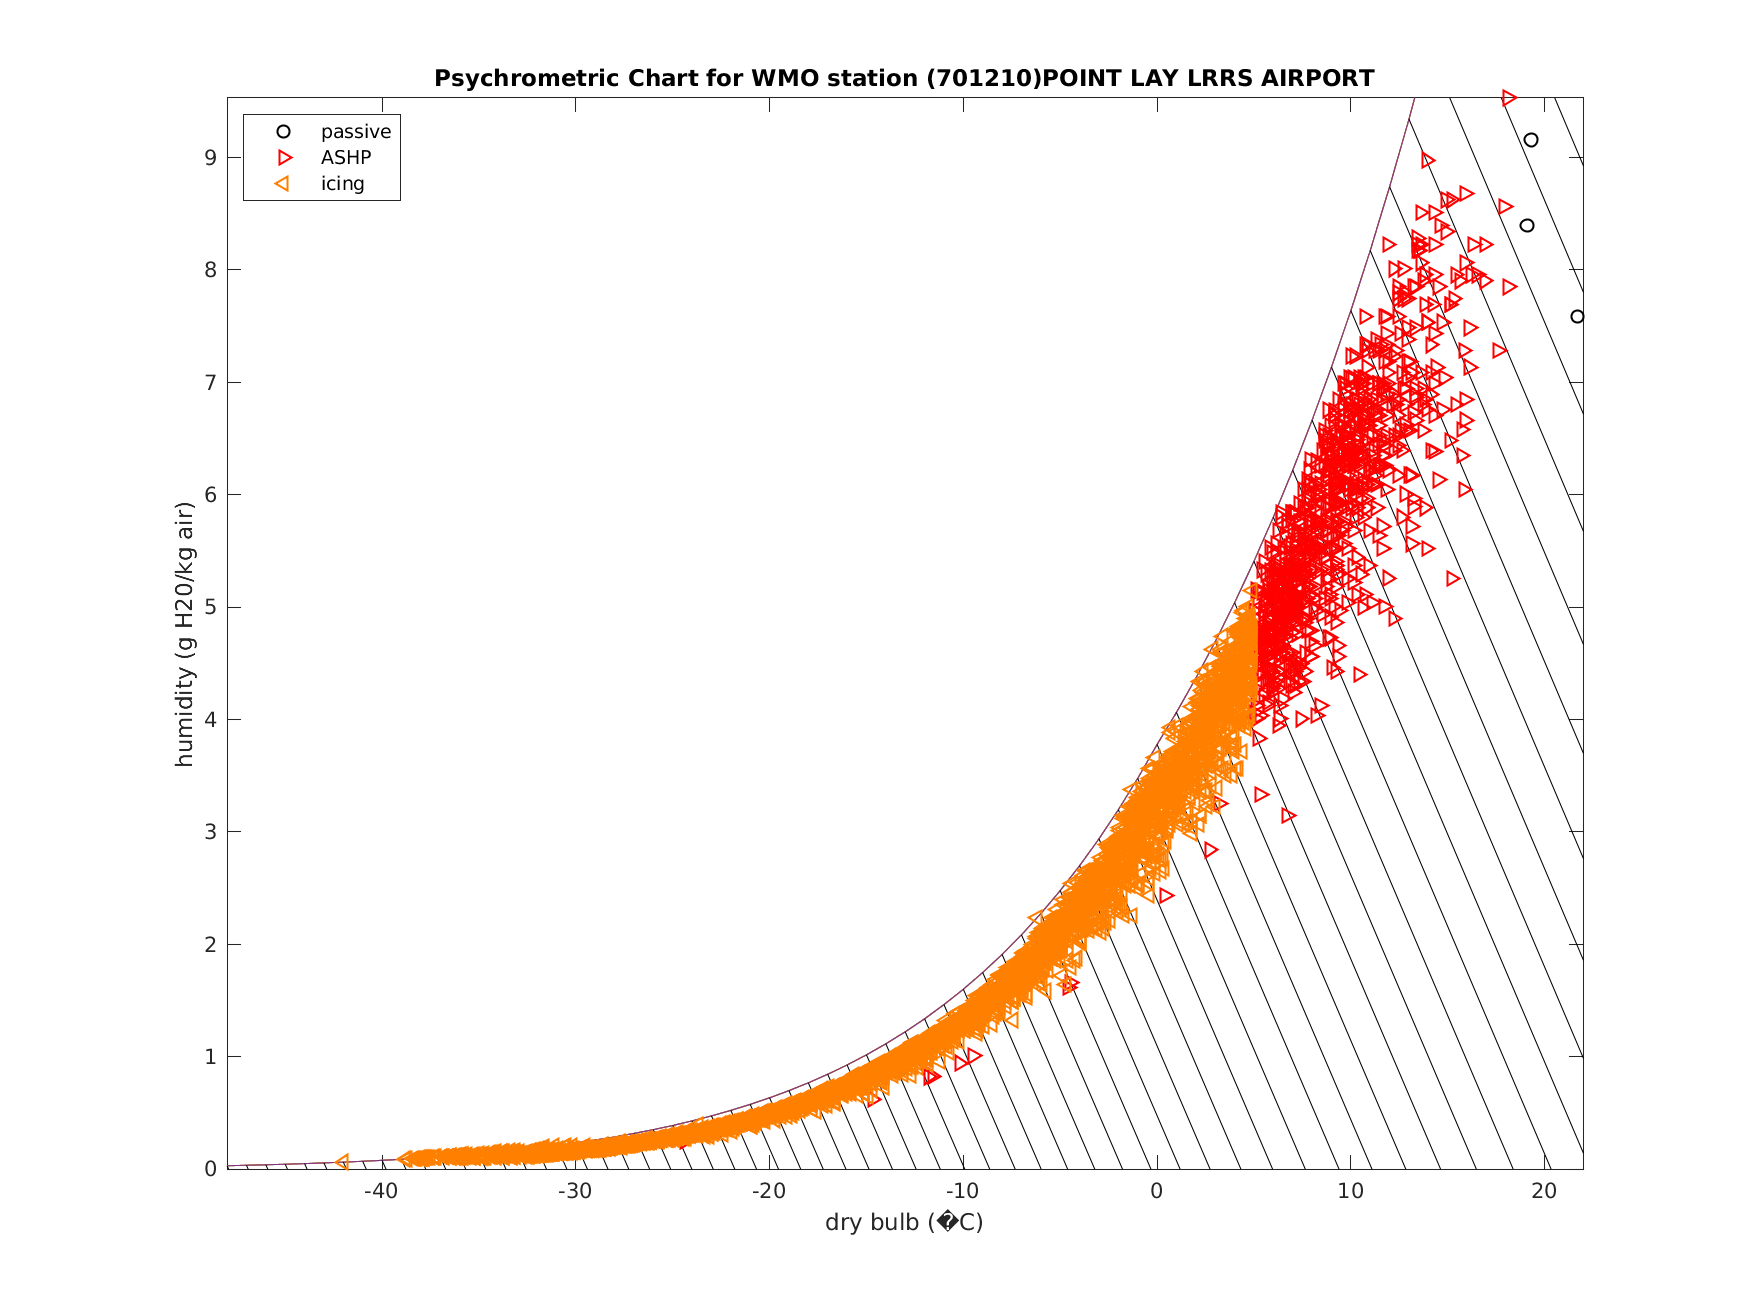 Psychrometric Chart for WMO station (701210)POINT LAY LRRS AIRPORT
passive
ASHP
icing
9
8
7
6
5
4
3
2
1
0
humidity (g H20/kg air)
-40 -30 -20 -10 0 10 20
dry bulb (�C)